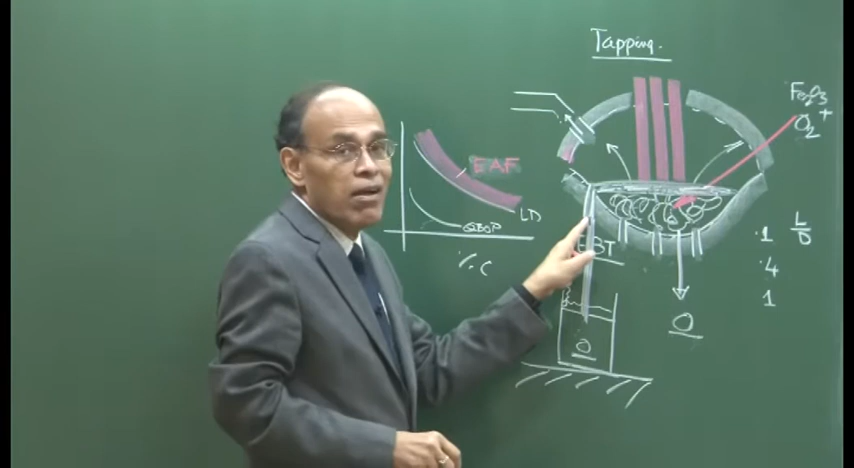 Tapping
Fe2O3
+
O2
EAF
LD
QBOP
%C
EBT
L/D
1
4
1
O
O